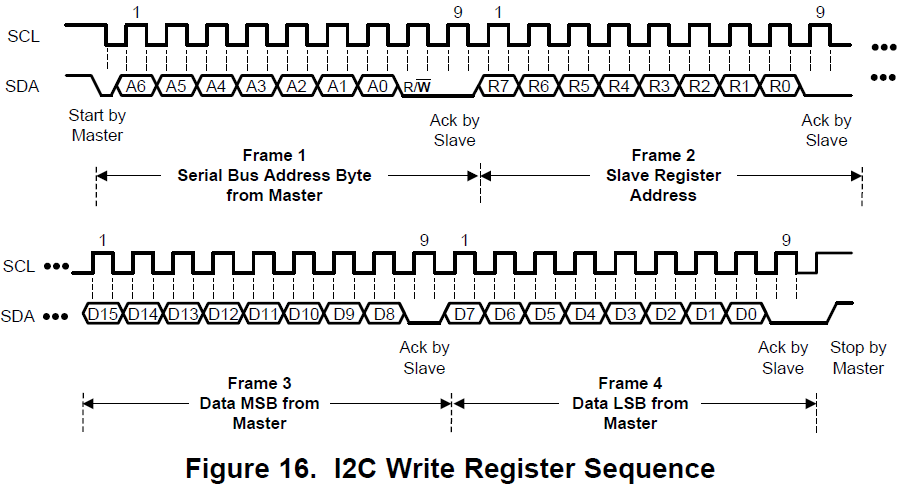 1 9 1 9
SCL •••
SDA A6 A5 A4 A3 A2 A1 A0 R/W̅ R7 R6 R5 R4 R3 R2 R1 R0 •••
Start by
Master
Ack by
Slave
Ack by
Slave
Frame 1
Serial Bus Address Byte
from Master
Frame 2
Slave Register
Address
1 9 1 9
SCL •••
SDA ••• D15 D14 D13 D12 D11 D10 D9 D8 D7 D6 D5 D4 D3 D2 D1 D0
Ack by
Slave
Ack by
Slave
Stop by
Master
Frame 3
Data MSB from
Master
Frame 4
Data LSB from
Master
Figure 16. I2C Write Register Sequence